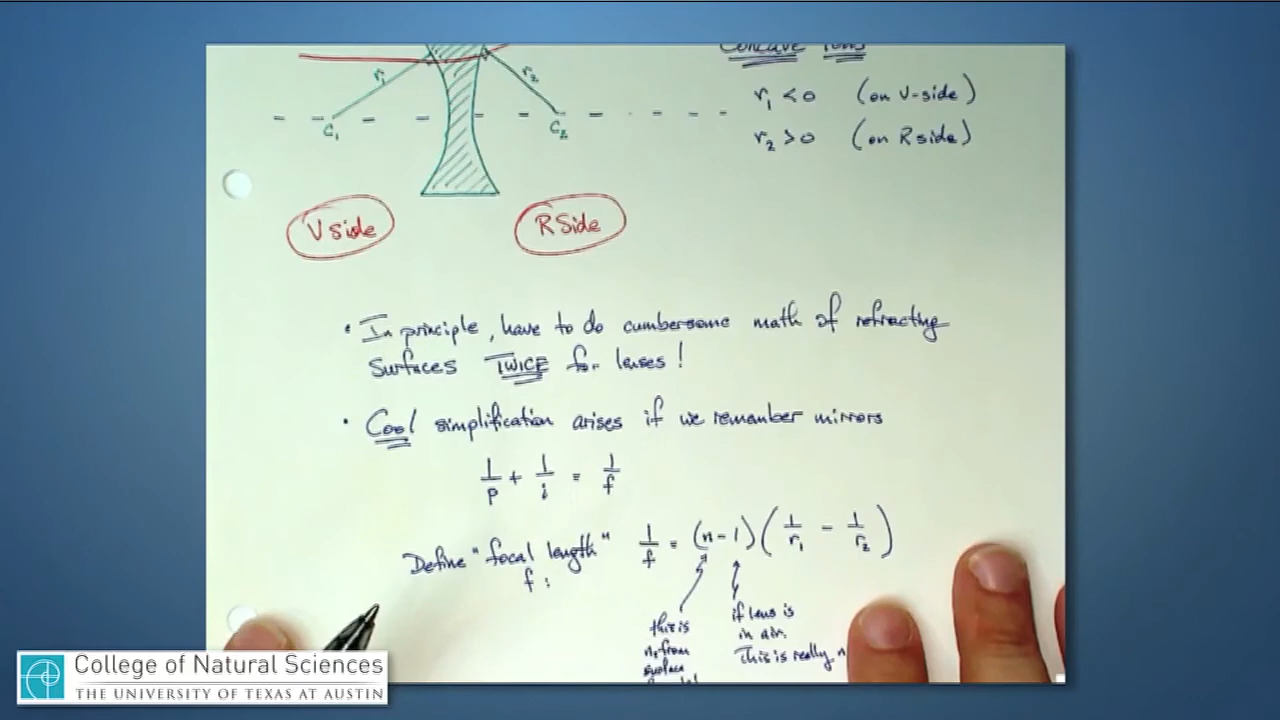 Concave lens
r₁
r₂
r₁ < 0 (on V-side)
C₁
C₂
r₂ > 0 (on R side)
V Side
R Side
• In principle, have to do cumbersome math of refracting
surfaces TWICE for lenses!
• Cool simplification arises if we remember mirrors
1/p + 1/i = 1/f
Define "focal length" 1/f = (n - 1)(1/r₁ - 1/r₂)
f:
this is
if lens is
in air.
from
This is really
surface
College of Natural Sciences
THE UNIVERSITY OF TEXAS AT AUSTIN